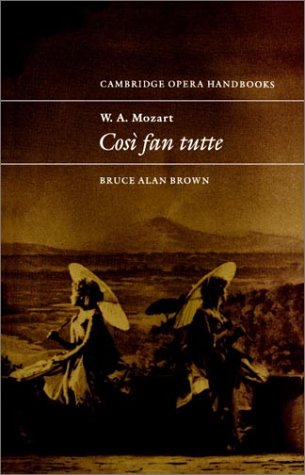 CAMBRIDGE OPERA HANDBOOKS
W. A. Mozart
Così fan tutte
BRUCE ALAN BROWN